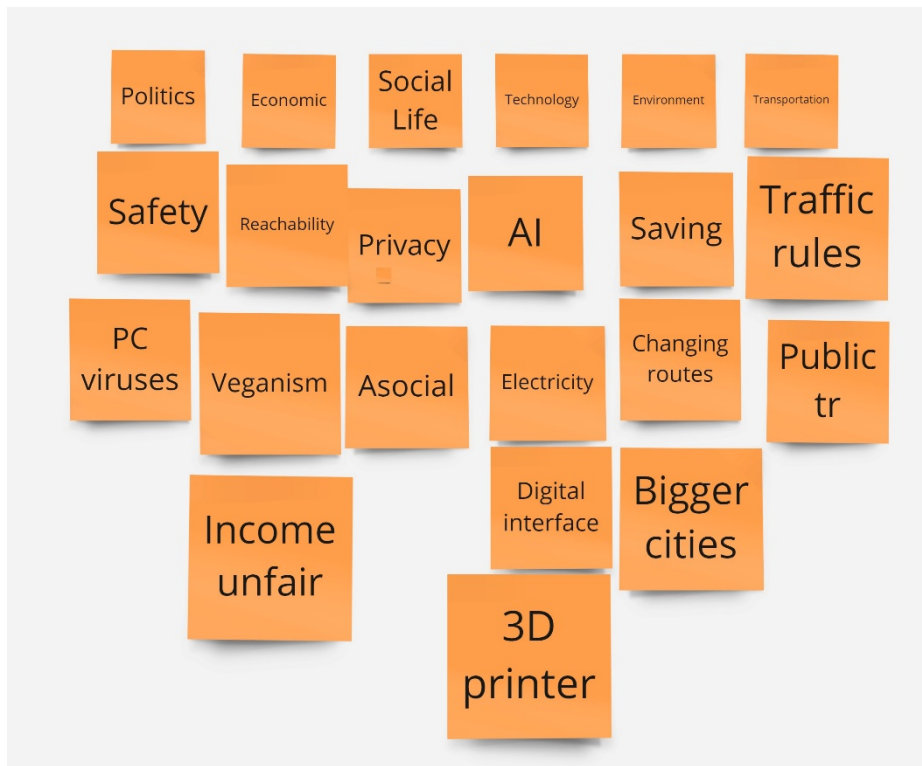 Politics
Economic
Social
Life
Technology
Environment
Transportation
Safety
Reachability
Privacy
AI
Saving
Traffic
rules
PC
viruses
Veganism
Asocial
Electricity
Changing
routes
Public
tr
Income
unfair
Digital
interface
Bigger
cities
3D
printer